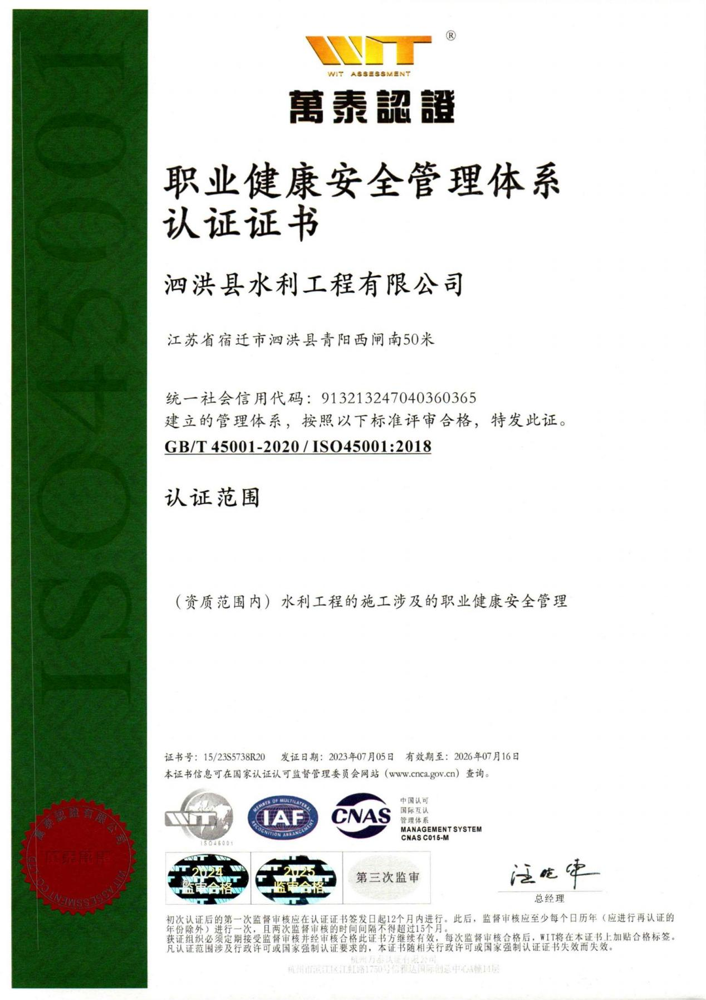 ISO45001
WIT ®
WIT ASSESSMENT
萬泰認證
职业健康安全管理体系
认证证书
泗洪县水利工程有限公司
江苏省宿迁市泗洪县青阳西闸南50米
统一社会信用代码：913213247040360365
建立的管理体系，按照以下标准评审合格，特发此证。
GB/T 45001-2020 / ISO45001:2018
认证范围
（资质范围内）水利工程的施工涉及的职业健康安全管理
证书号：15/23S5738R20 发证日期：2023年07月05日 有效期至：2026年07月16日
本证书信息可在国家认证认可监督管理委员会网站（www.cnca.gov.cn）查询。
WIT
ISO45001
MEMBER OF MULTILATERAL
IAF
RECOGNITION ARRANGEMENT
CNAS
中国认可
国际互认
管理体系
MANAGEMENT SYSTEM
CNAS C015-M
萬泰認證有限公司
WIT ASSESSMENT CO., LTD
2024
监审合格
2025
监审合格
第三次监审
总经理
初次认证后的第一次监督审核应在认证证书签发日起12个月内进行。此后，监督审核应至少每个日历年（应进行再认证的
年份除外）进行一次，且两次监督审核的时间间隔不得超过15个月。
获证组织必须定期接受监督审核并经审核合格此证书方继续有效，每次监督审核合格后，WIT将在本证书上加贴合格标签。
凡认证范围涉及行政许可或国家强制认证要求的，本证书随相关行政许可或国家强制认证证书失效而失效。
杭州万泰认证有限公司
杭州市滨江区江虹路1750号信雅达国际创意中心A幢14层